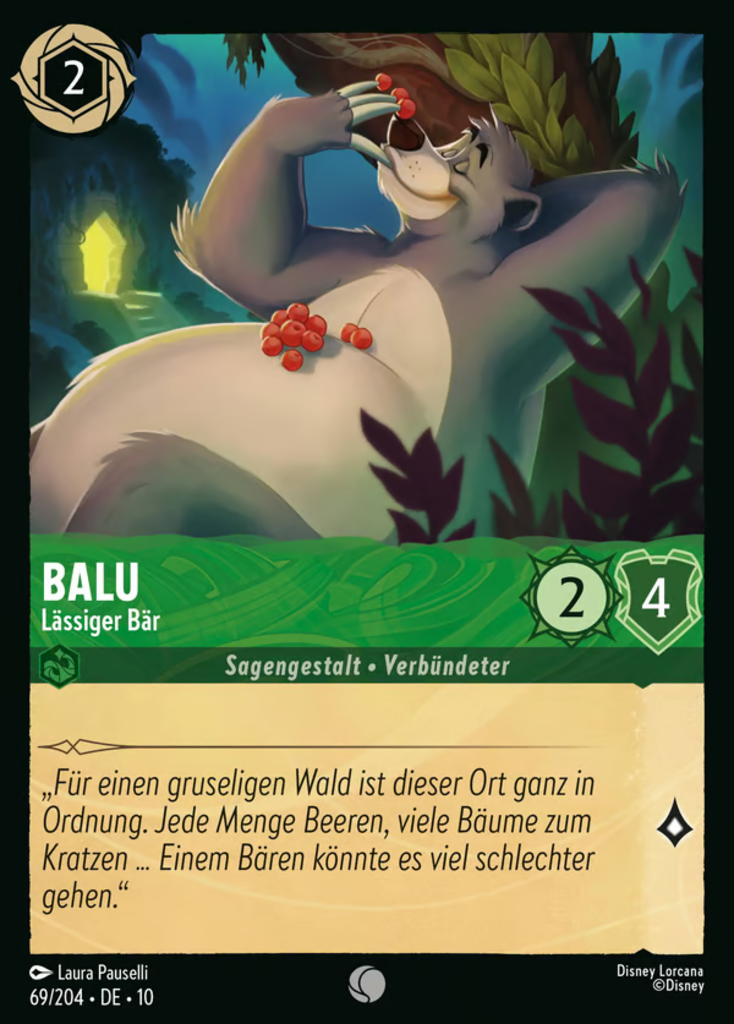 2
BALU
Lässiger Bär
2
4
Sagengestalt • Verbündeter
„Für einen gruseligen Wald ist dieser Ort ganz in
Ordnung. Jede Menge Beeren, viele Bäume zum
Kratzen ... Einem Bären könnte es viel schlechter
gehen.“
Laura Pauselli
69/204 • DE • 10
Disney Lorcana
©Disney